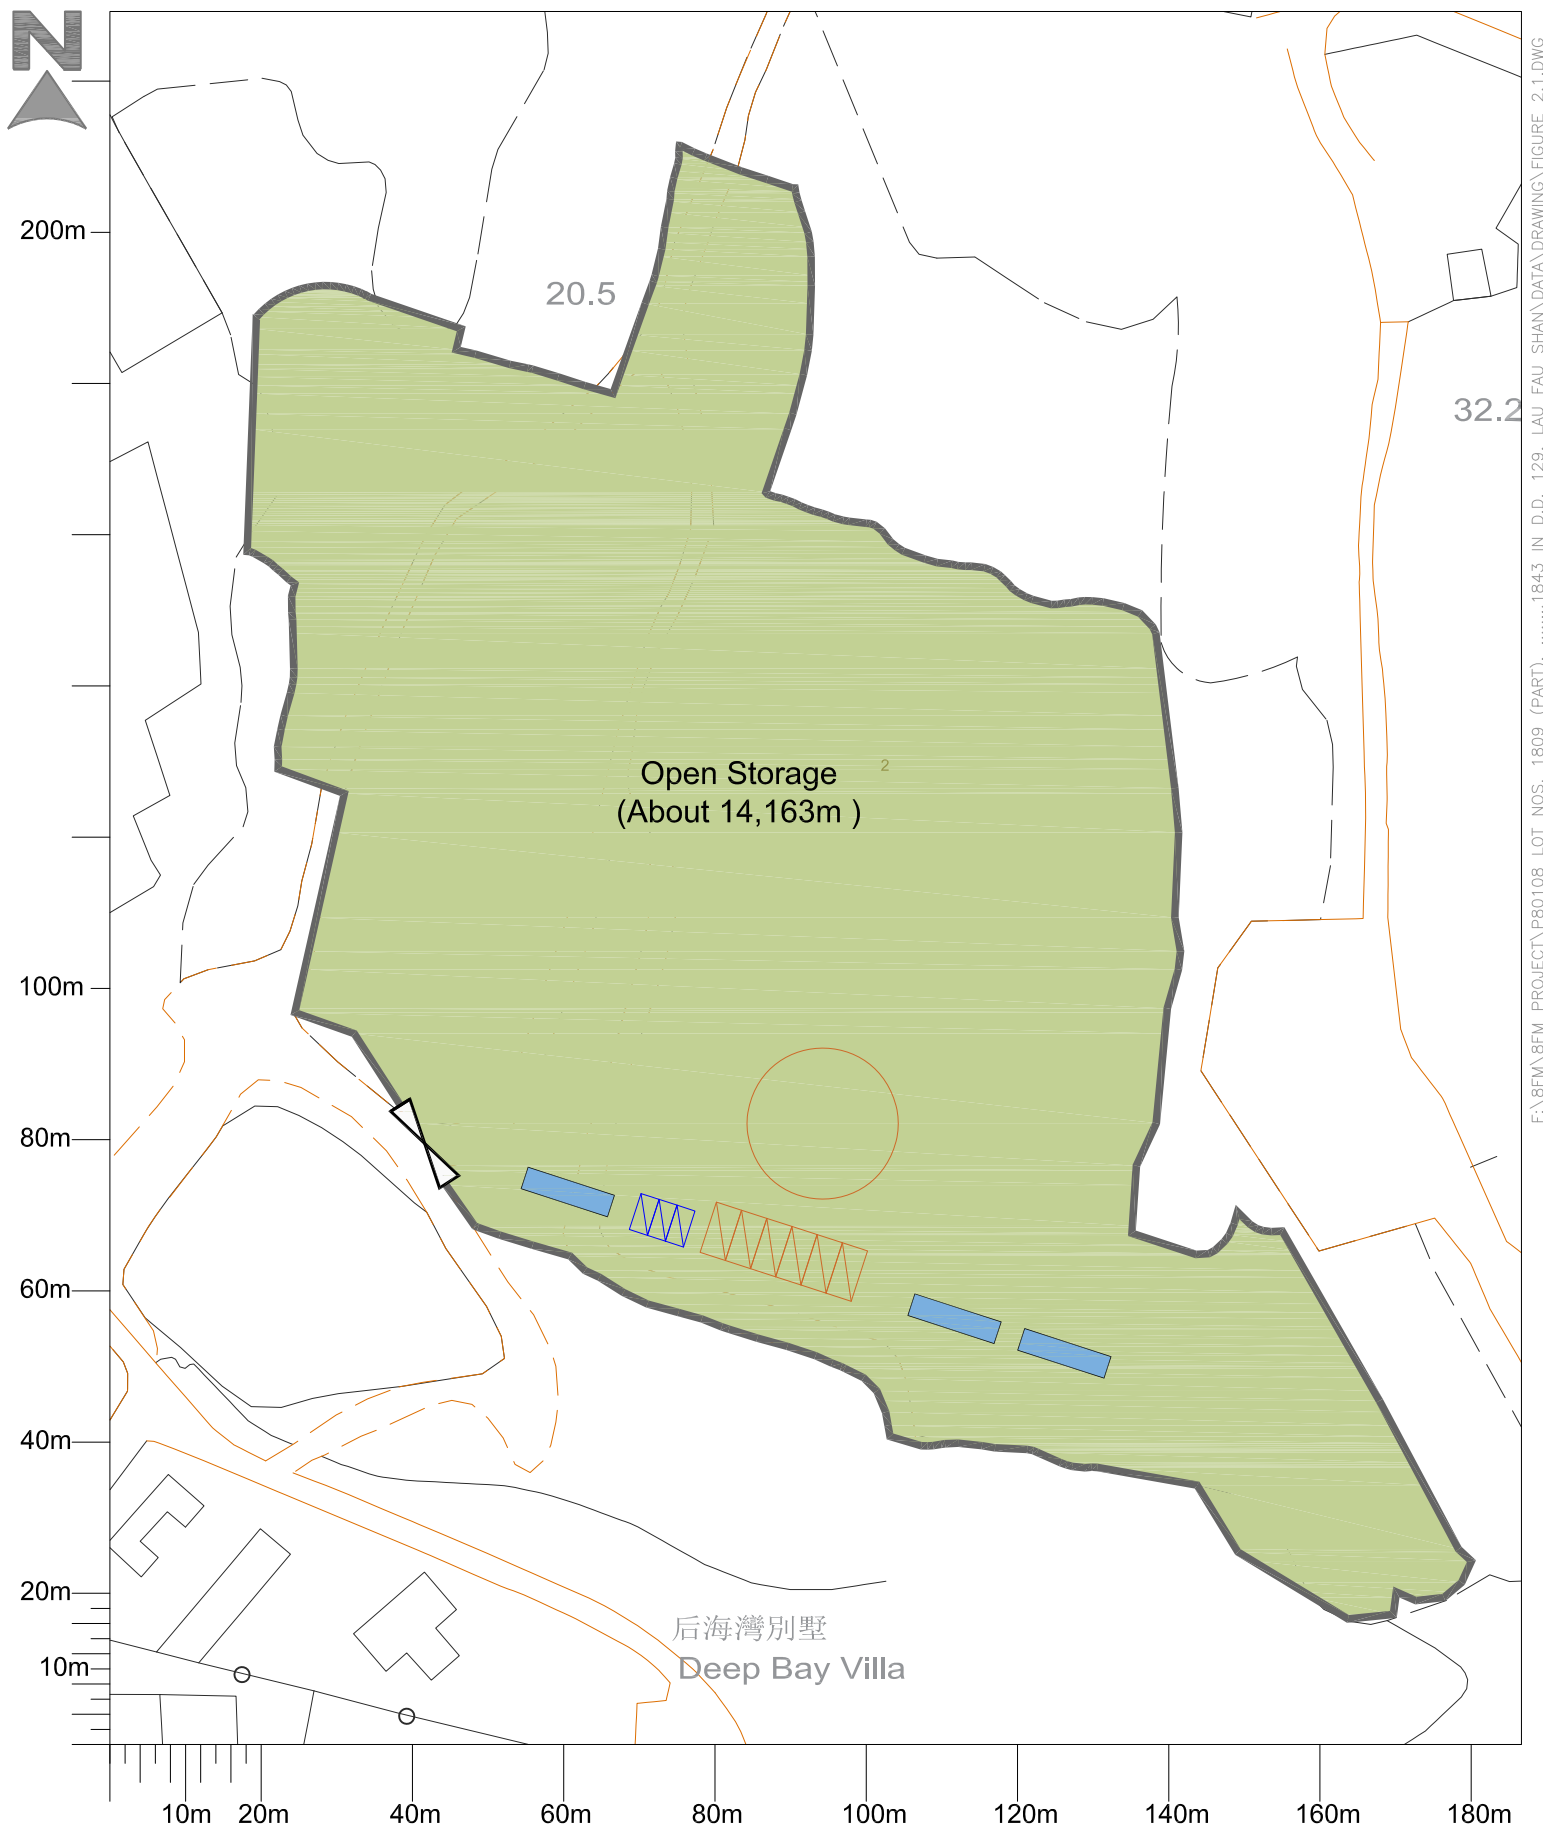 N
200m
20.5
32.2
Open Storage 2
(About 14,163m )
100m
80m
60m
40m
20m
10m
后海灣別墅
Deep Bay Villa
10m 20m 40m 60m 80m 100m 120m 140m 160m 180m
F:\8FM\8FM PROJECT\P80108 LOT NOS. 1809 (PART), 1843 IN D.D. 129, LAU FAU SHAN\DATA\DRAWING\FIGURE 2.1.DWG